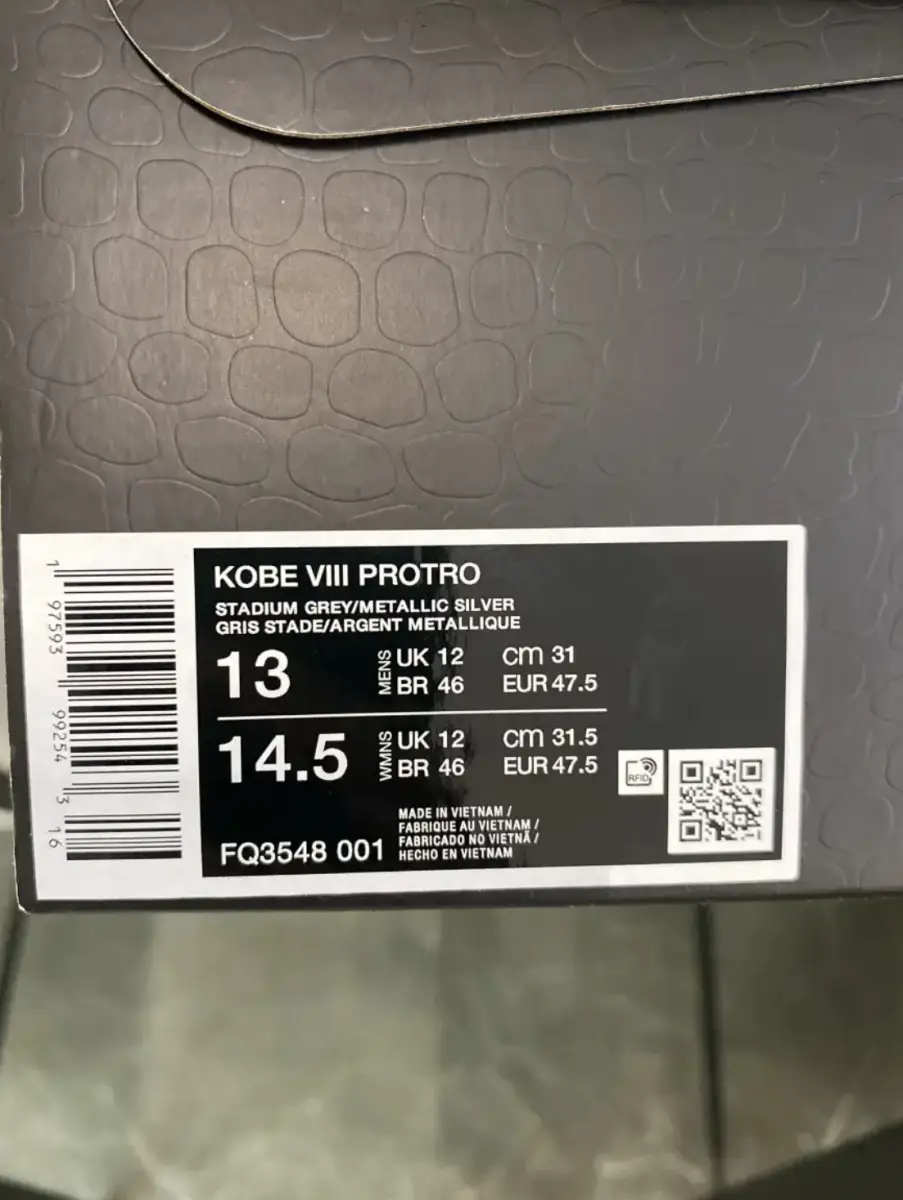 KOBE VIII PROTRO
STADIUM GREY/METALLIC SILVER
GRIS STADE/ARGENT METALLIQUE
13 MENS UK 12 cm 31
BR 46 EUR 47.5
14.5 WMNS UK 12 cm 31.5
BR 46 EUR 47.5
RFID
FQ3548 001
MADE IN VIETNAM /
FABRIQUE AU VIETNAM /
FABRICADO NO VIETNÃ /
HECHO EN VIETNAM
1 97593 99254 3 16